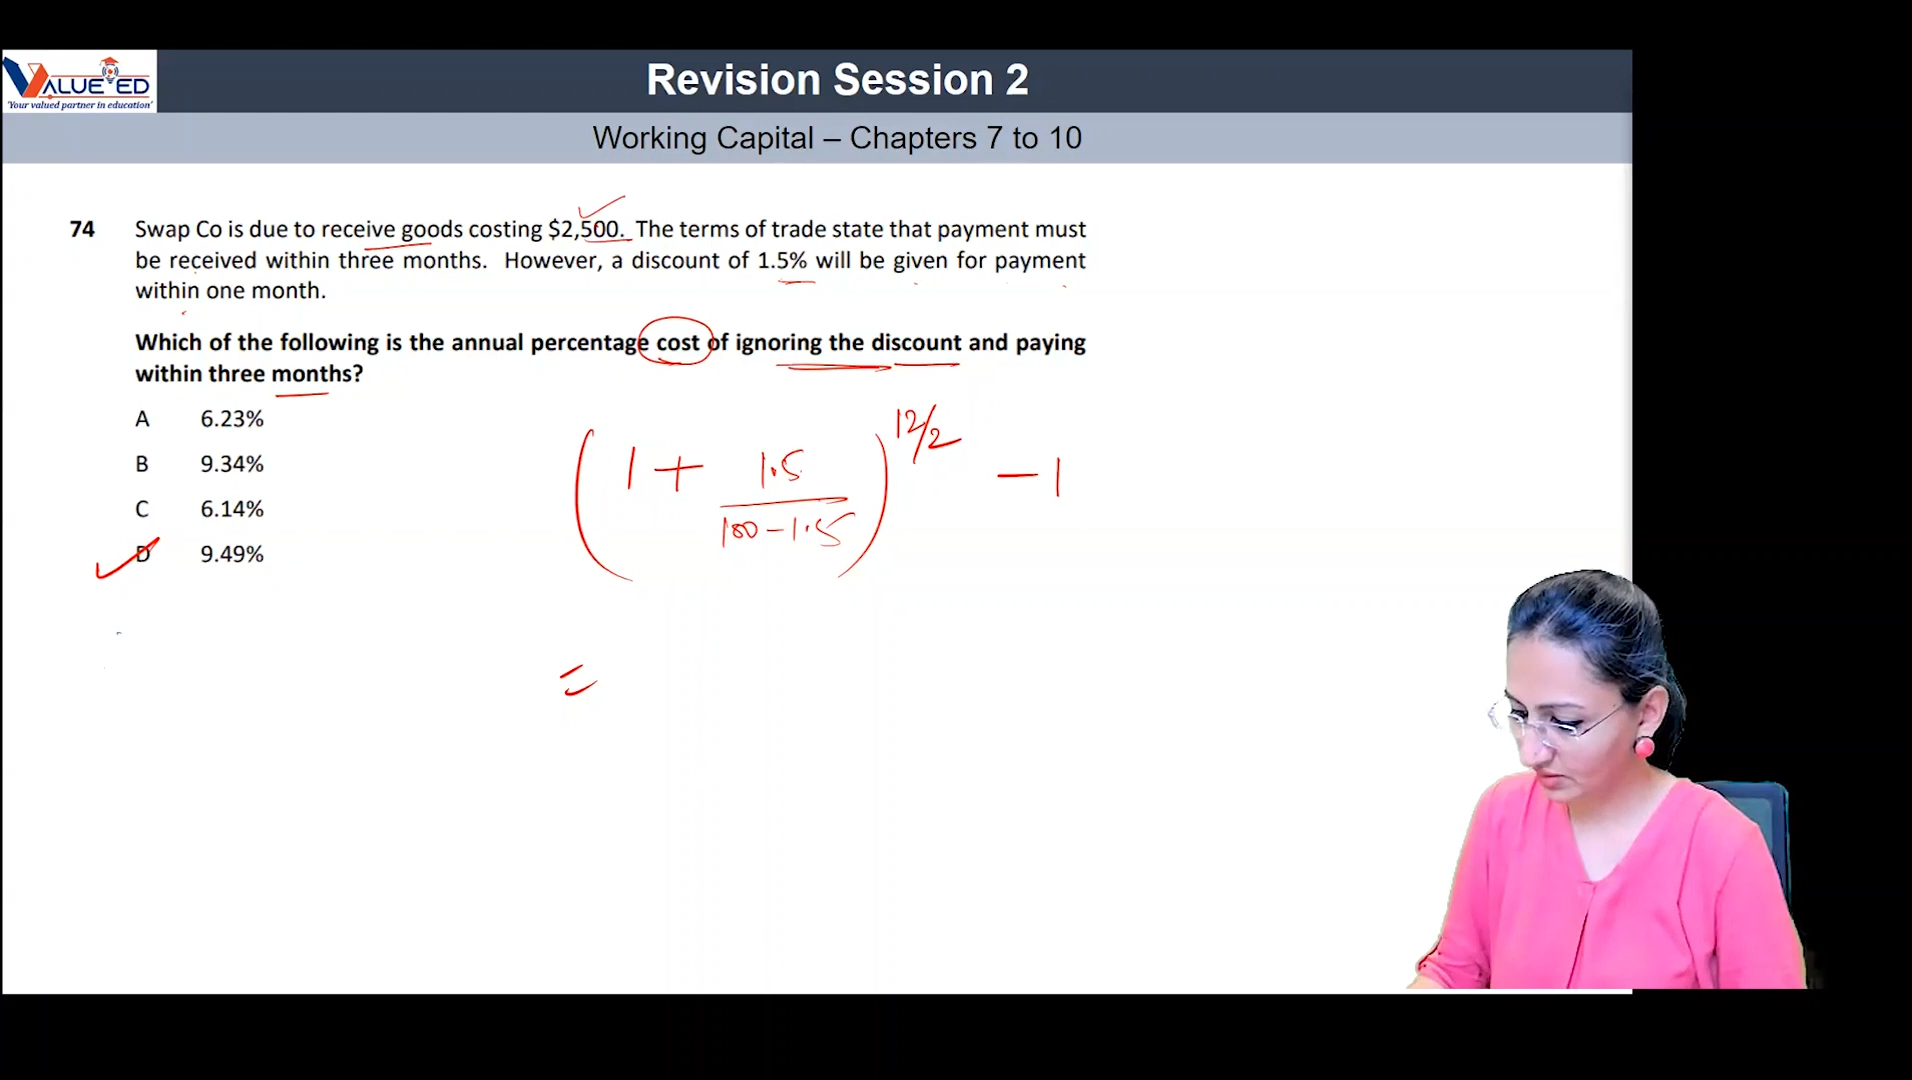 VALUE ED
'Your valued partner in education'
Revision Session 2
Working Capital – Chapters 7 to 10
74 Swap Co is due to receive goods costing $2,500. The terms of trade state that payment must
be received within three months. However, a discount of 1.5% will be given for payment
within one month.
Which of the following is the annual percentage cost of ignoring the discount and paying
within three months?
A 6.23%
B 9.34%
C 6.14%
D 9.49%
(1 + 1.5 / 100 - 1.5)^12/2 - 1
=